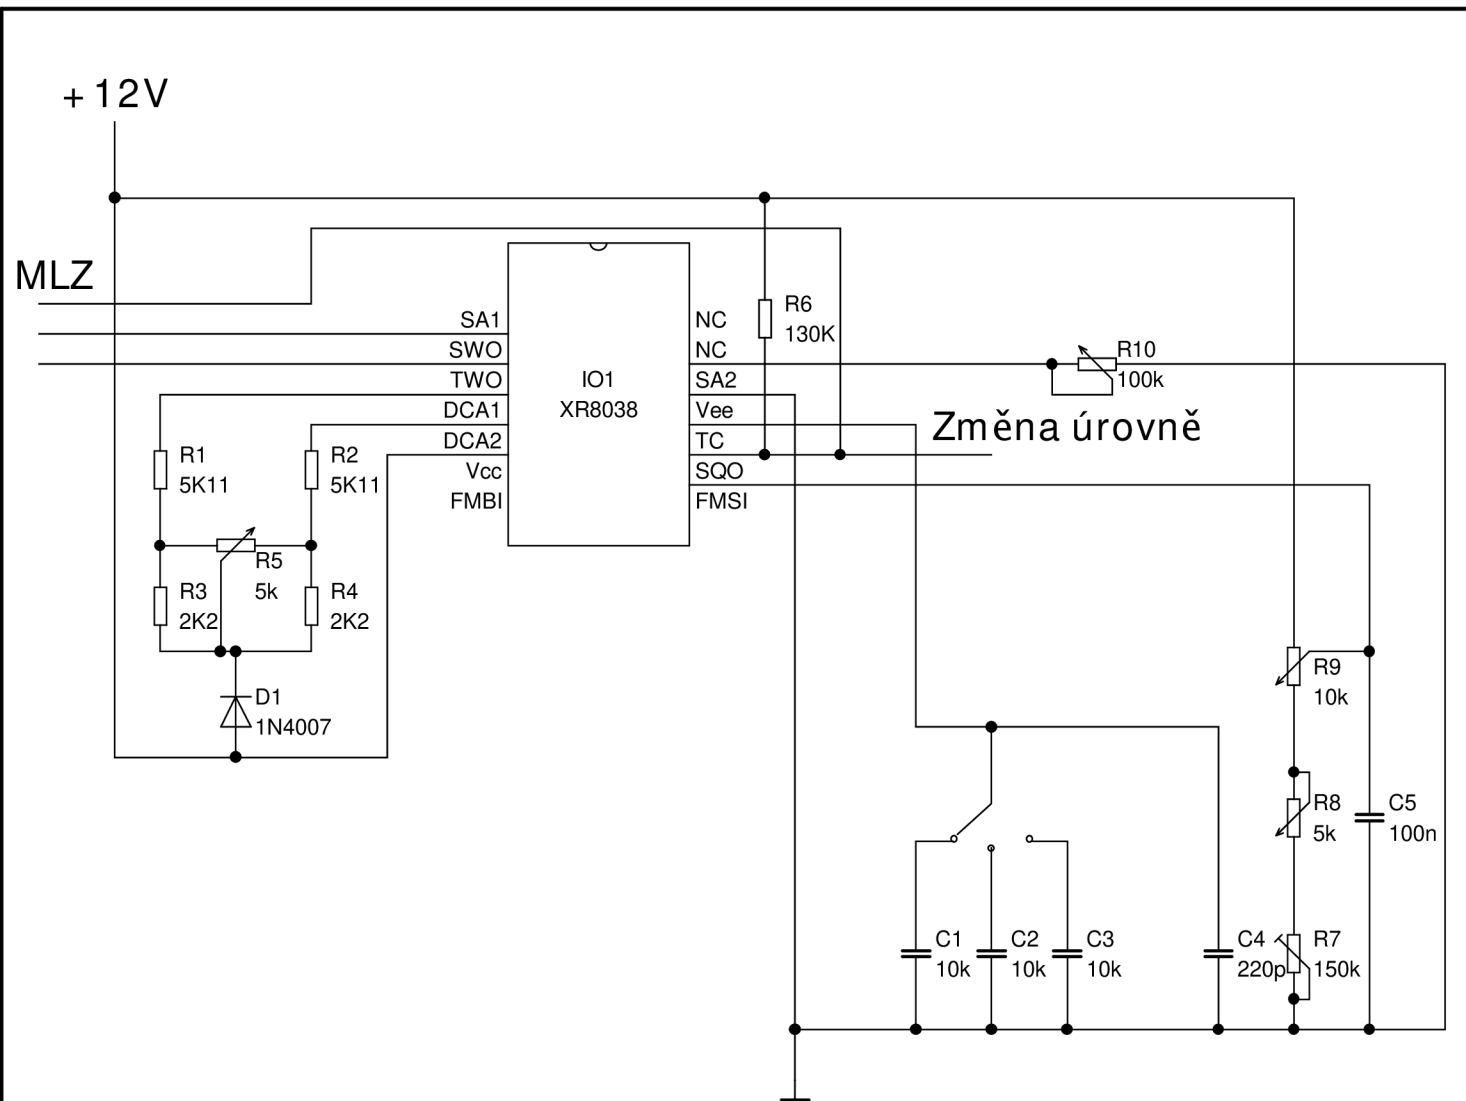 +12V
MLZ
SA1
SWO
TWO
DCA1
DCA2
Vcc
FMBI
IO1
XR8038
NC
NC
SA2
Vee
TC
SQO
FMSI
R6
130K
R10
100k
Změna úrovně
R1
5K11
R2
5K11
R5
5k
R3
2K2
R4
2K2
D1
1N4007
R9
10k
R8
5k
C5
100n
C1
10k
C2
10k
C3
10k
C4
220p
R7
150k